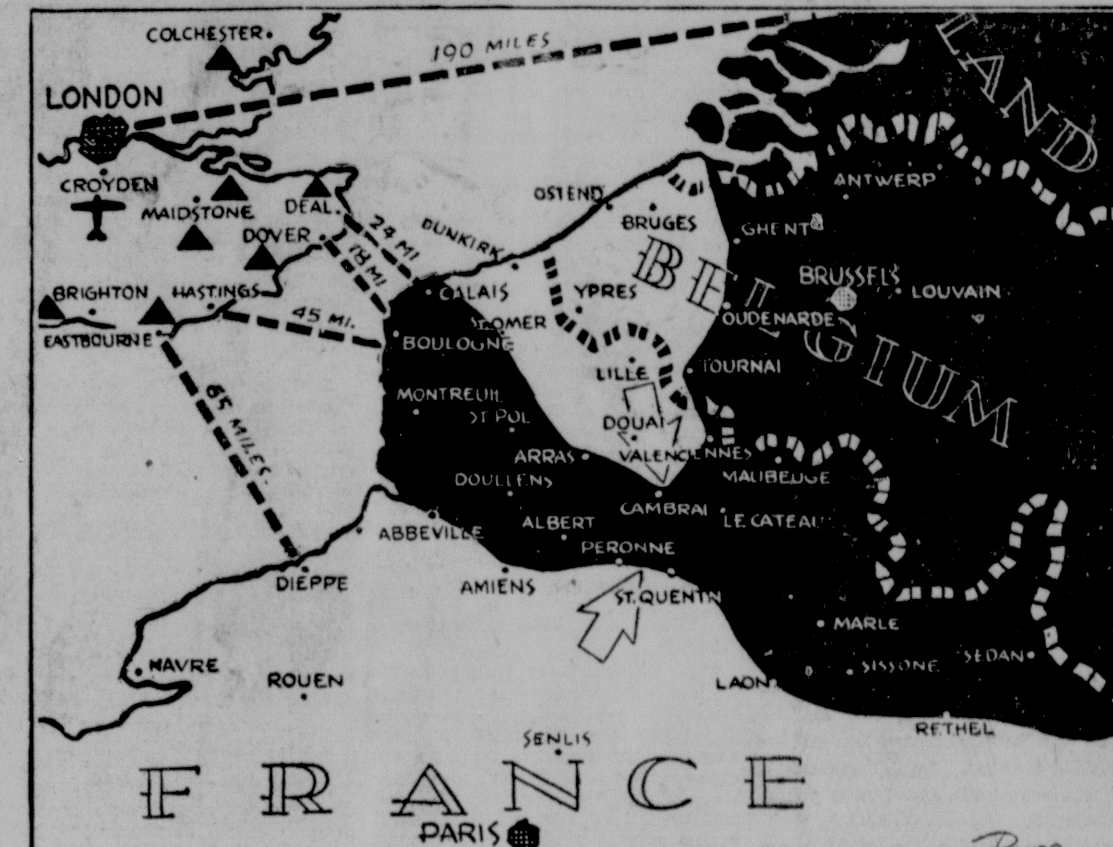 COLCHESTER
190 MILES
LAND
LONDON
CROYDEN
ANTWERP
MAIDSTONE
DEAL
OSTEND
BRUGES
DOVER
24 MI
DUNKIRK
GHENT
18 MI
BELGIUM
BRUSSELS
BRIGHTON
HASTINGS
CALAIS
YPRES
LOUVAIN
45 MI.
ST.OMER
OUDENARDE
EASTBOURNE
BOULOGNE
LILLE
TOURNAI
65 MILES
MONTREUIL
ST POL
DOUAI
ARRAS
VALENCIENNES
DOULLENS
MAUBEUGE
CAMBRAI
ALBERT
LE CATEAU
ABBEVILLE
PERONNE
DIEPPE
AMIENS
ST.QUENTN
MARLE
HAVRE
ROUEN
SISSONE
SEDAN
LAON
RETHEL
SENLIS
FRANCE
PARIS